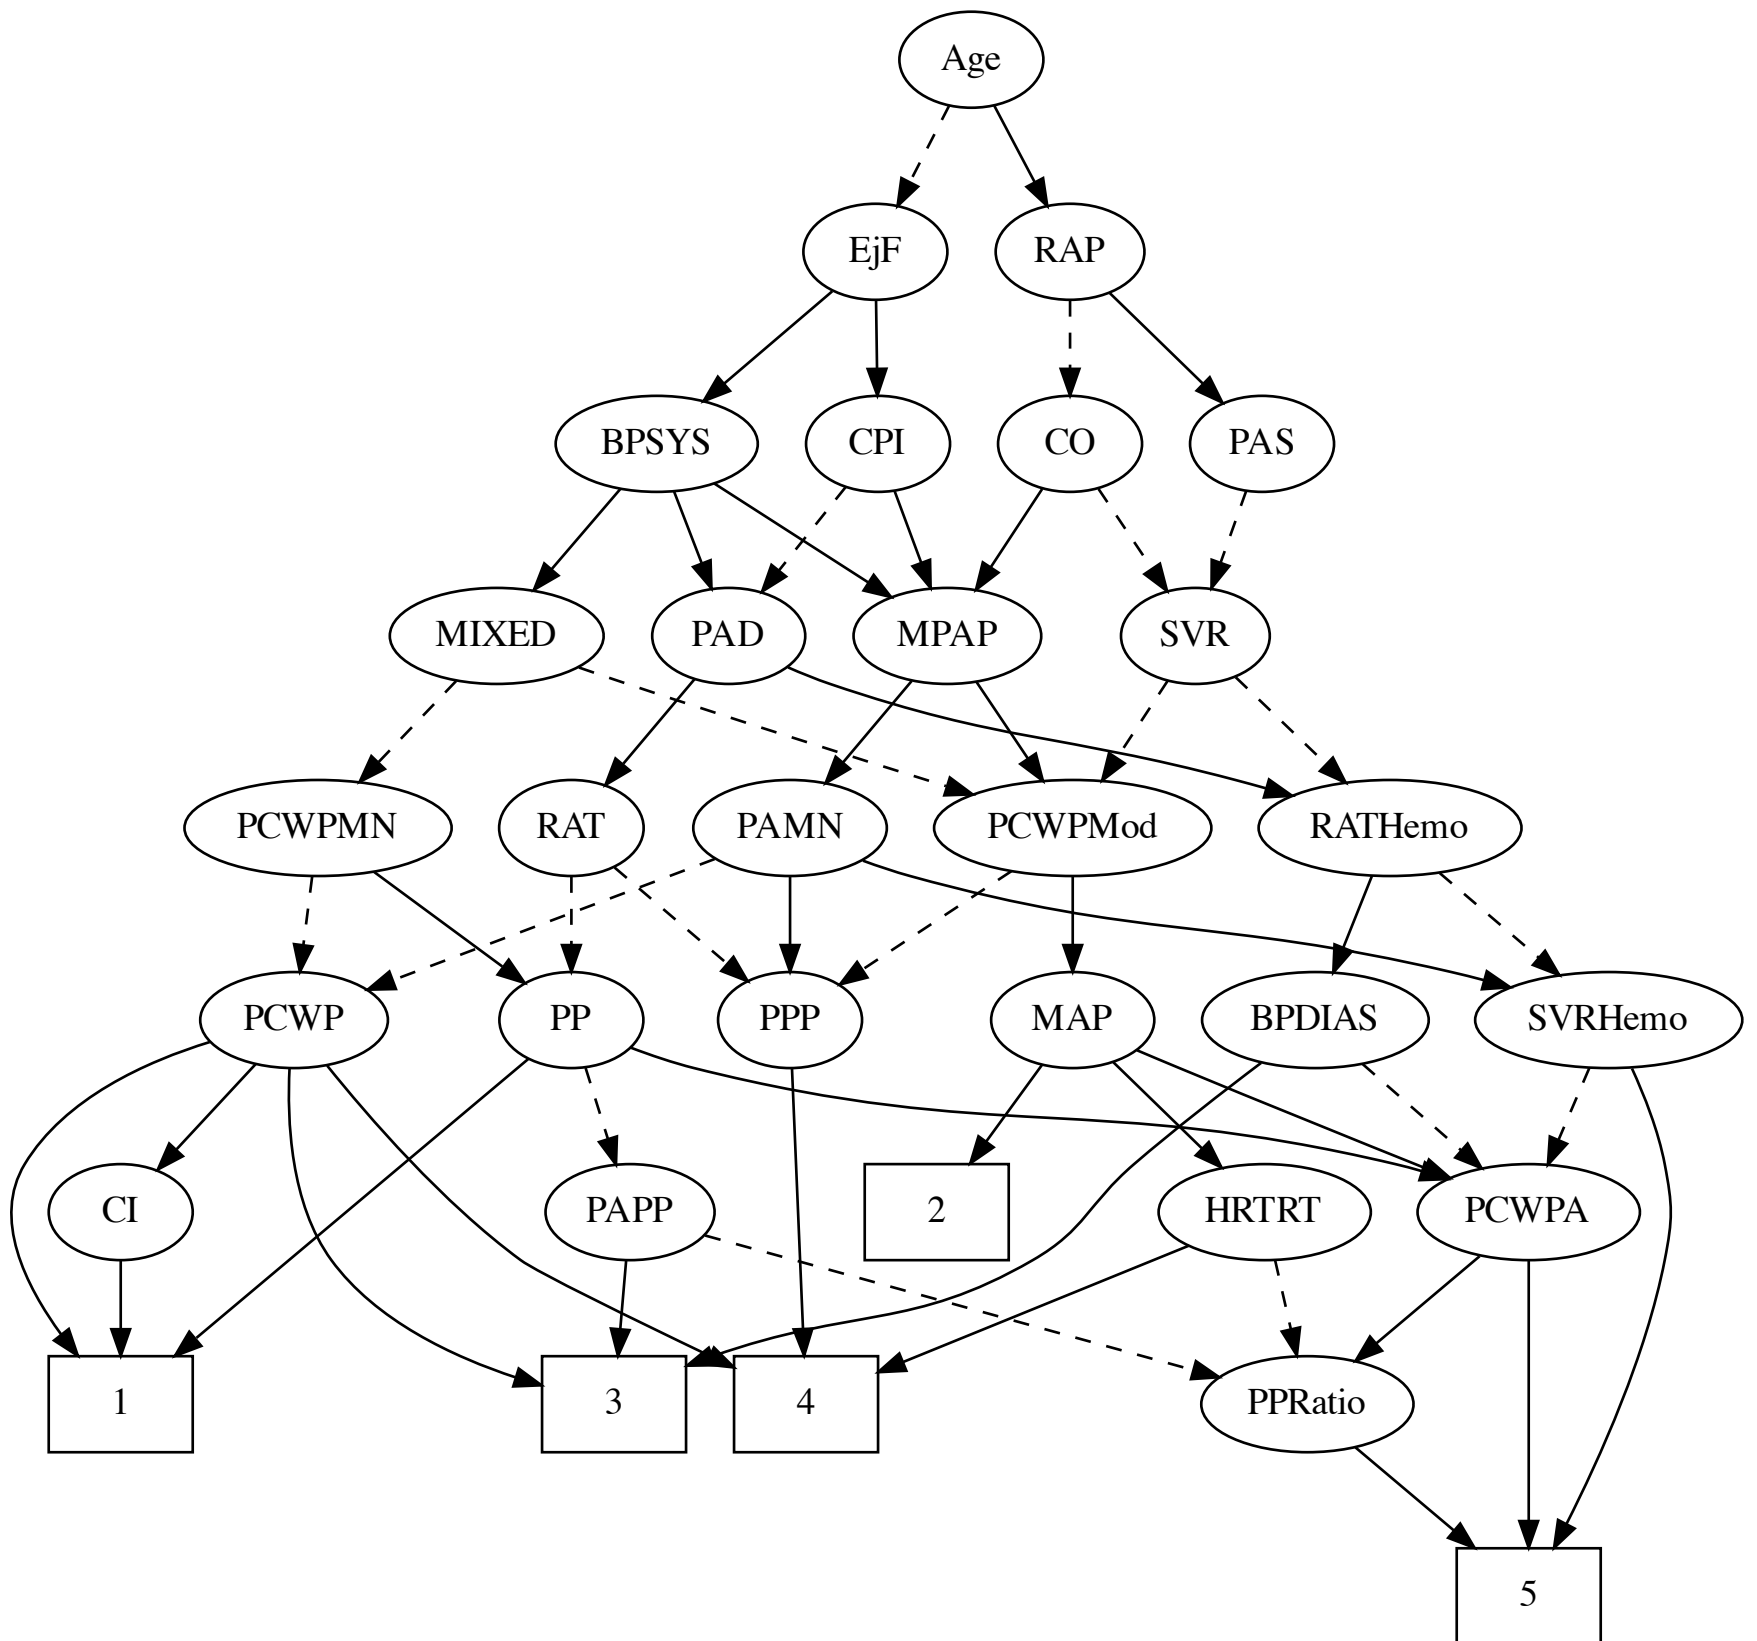 Age
EjF
RAP
BPSYS
CPI
CO
PAS
MIXED
PAD
MPAP
SVR
PCWPMN
RAT
PAMN
PCWPMod
RATHemo
PCWP
PP
PPP
MAP
BPDIAS
SVRHemo
CI
PAPP
2
HRTRT
PCWPA
1
3
4
PPRatio
5